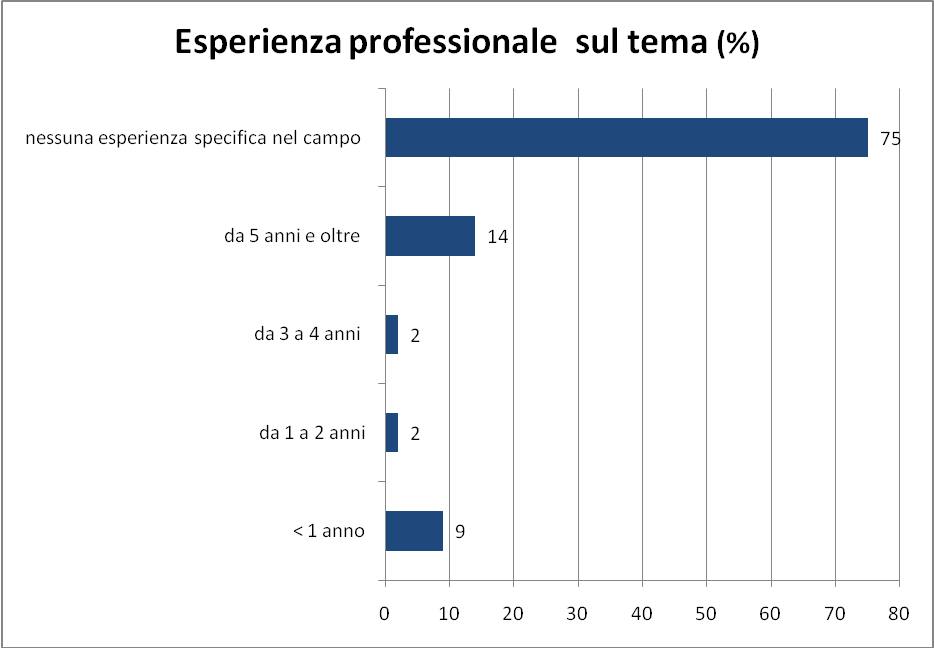 Esperienza professionale sul tema (%)
nessuna esperienza specifica nel campo 75
da 5 anni e oltre 14
da 3 a 4 anni 2
da 1 a 2 anni 2
< 1 anno 9
0 10 20 30 40 50 60 70 80